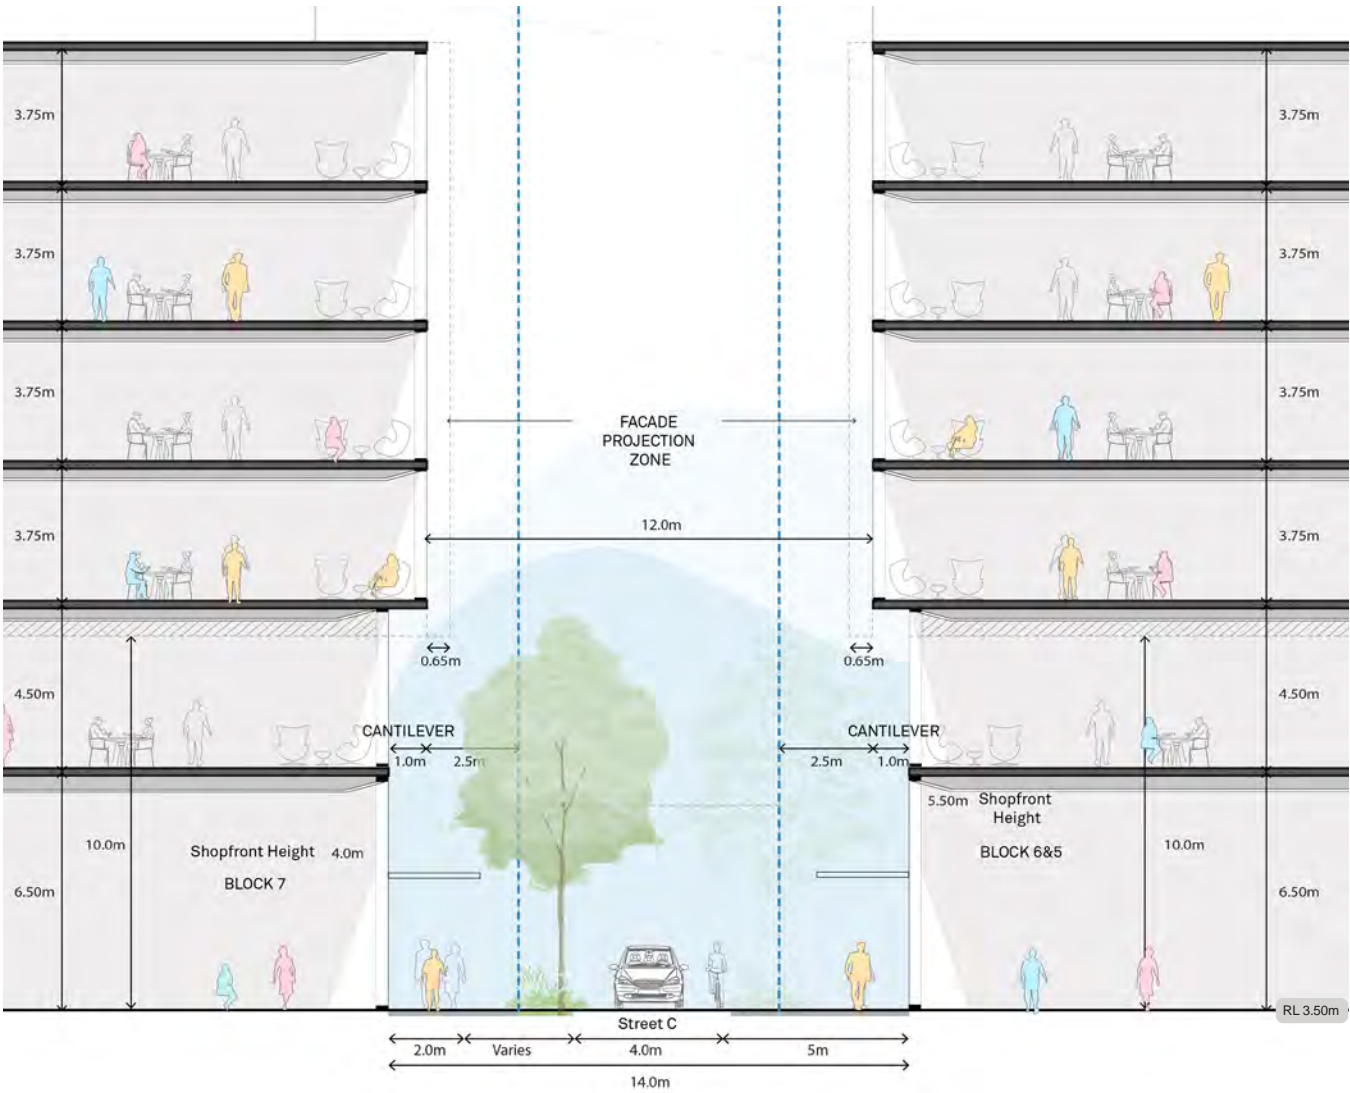 3.75m
3.75m
3.75m
3.75m
3.75m
3.75m
FACADE
PROJECTION
ZONE
12.0m
3.75m
3.75m
0.65m
0.65m
4.50m
4.50m
CANTILEVER
CANTILEVER
1.0m
2.5m
2.5m
1.0m
5.50m
Shopfront
Height
10.0m
Shopfront Height
4.0m
BLOCK 6&5
10.0m
BLOCK 7
6.50m
6.50m
RL 3.50m
Street C
2.0m
Varies
4.0m
5m
14.0m